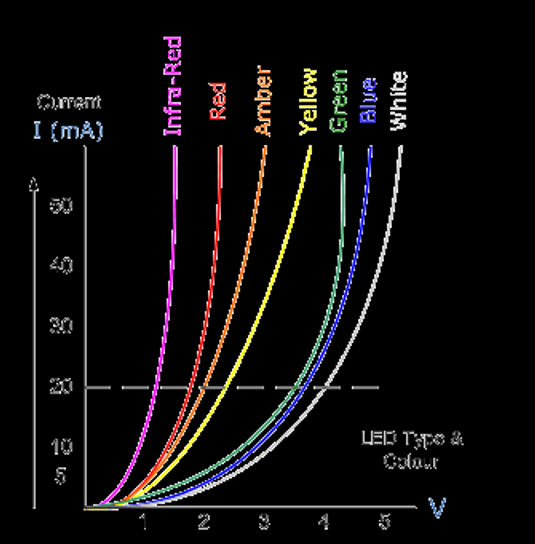 Infra-Red
Red
Amber
Yellow
Green
Blue
White
Current
I (mA)
50
40
30
20
10
5
LED Type &
Colour
1 2 3 4 5
V